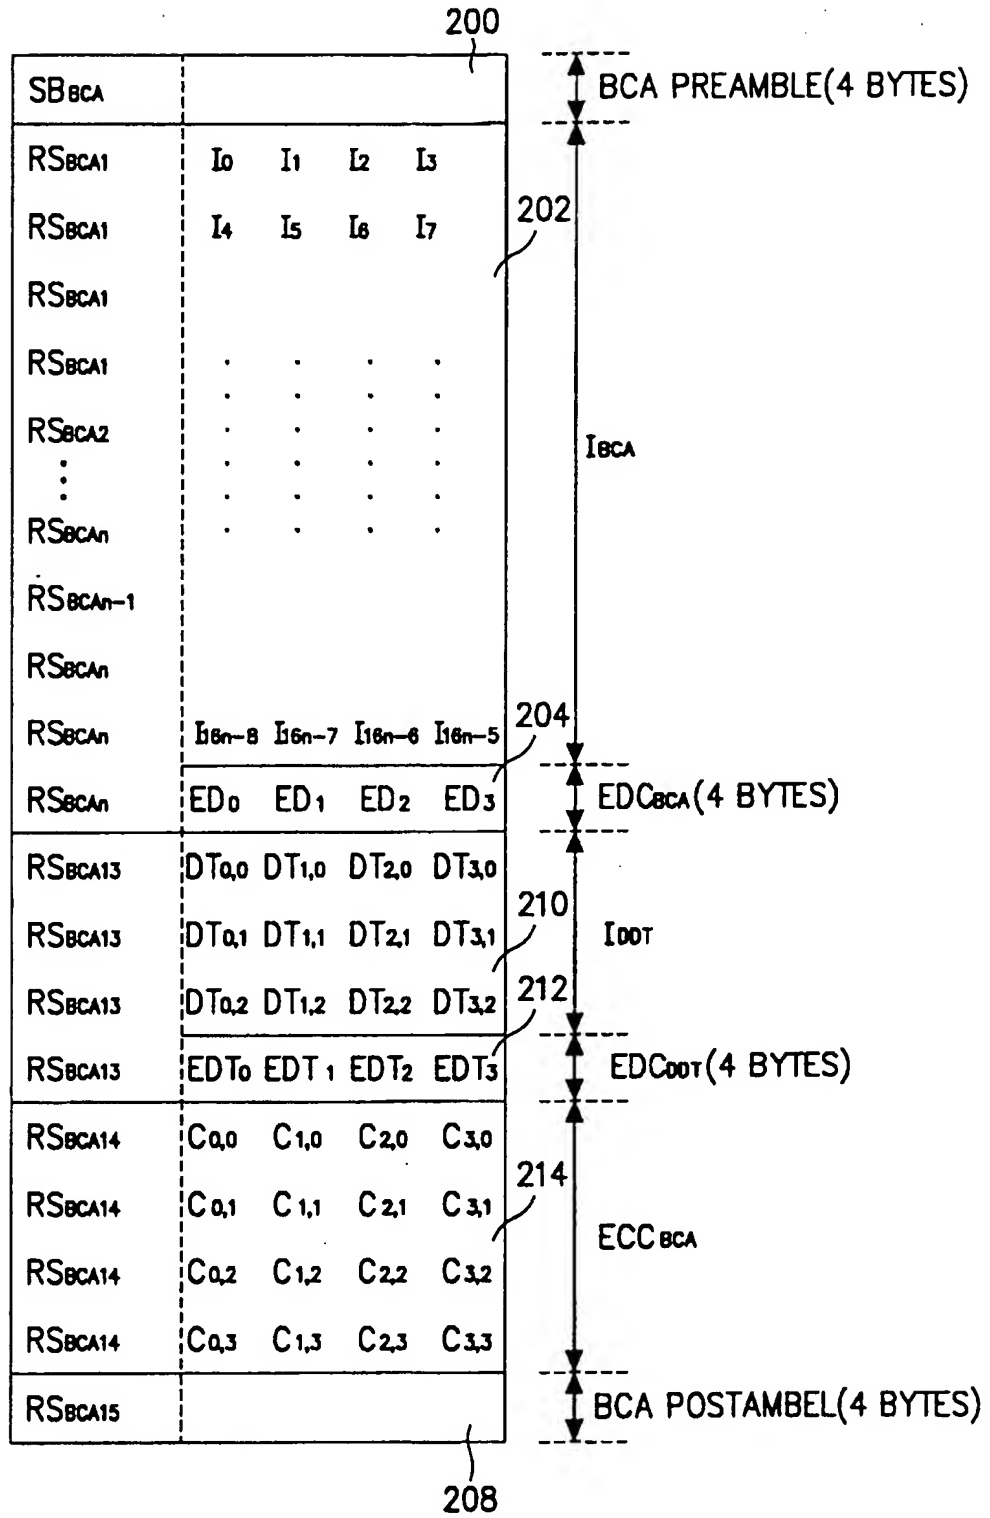 200
SBBCA BCA PREAMBLE(4 BYTES)
RSBCA1 I0 I1 I2 I3
202
RSBCA1 I4 I5 I6 I7
RSBCA1
RSBCA1 . . . .
. . . .
RSBCA2 . . . . IBCA
⋮ . . . .
. . . .
RSBCAn . . . .
RSBCAn-1
RSBCAn
204
RSBCAn I16n-8 I16n-7 I16n-6 I16n-5
RSBCAn ED0 ED1 ED2 ED3 EDCBCA(4 BYTES)
RSBCA13 DT0,0 DT1,0 DT2,0 DT3,0
210
RSBCA13 DT0,1 DT1,1 DT2,1 DT3,1 IDDT
212
RSBCA13 DT0,2 DT1,2 DT2,2 DT3,2
RSBCA13 EDT0 EDT1 EDT2 EDT3 EDCDDT(4 BYTES)
RSBCA14 C0,0 C1,0 C2,0 C3,0
214
RSBCA14 C0,1 C1,1 C2,1 C3,1
ECCBCA
RSBCA14 C0,2 C1,2 C2,2 C3,2
RSBCA14 C0,3 C1,3 C2,3 C3,3
RSBCA15 BCA POSTAMBEL(4 BYTES)
208